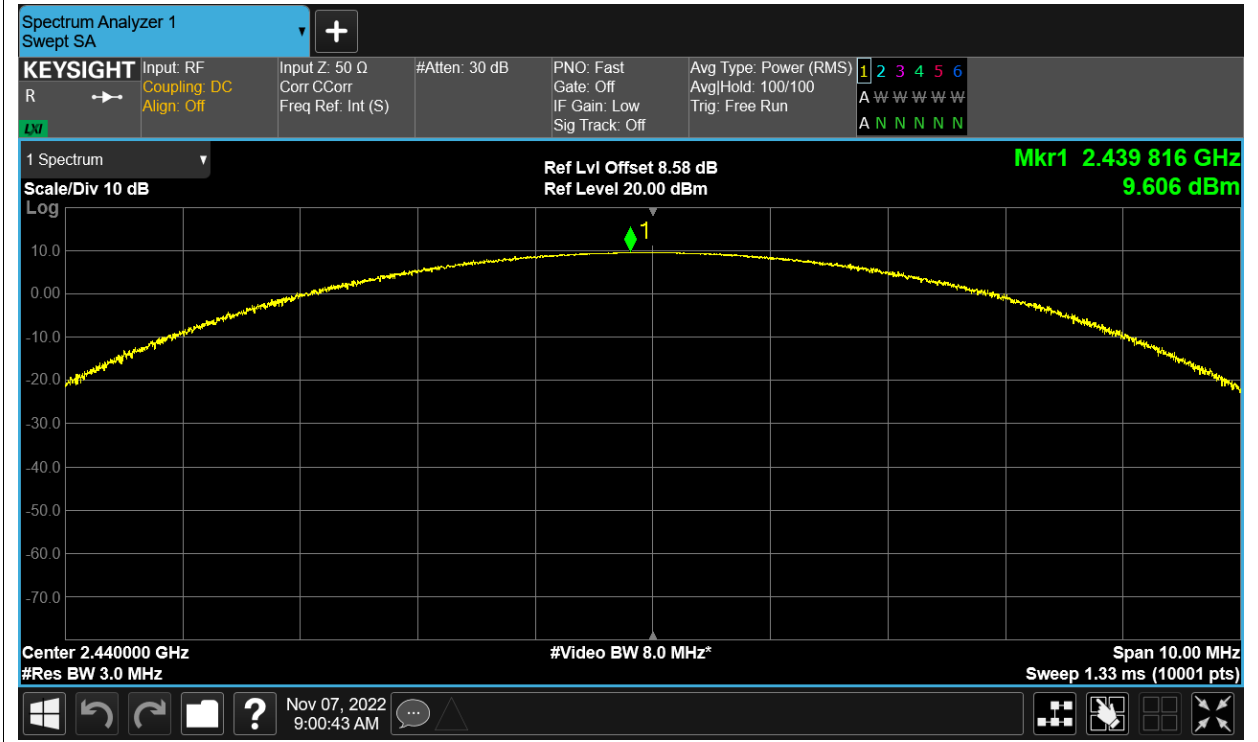 Spectrum Analyzer 1
Swept SA
+
KEYSIGHT
R
LXI
Input: RF
Coupling: DC
Align: Off
Input Z: 50 Ω
Corr CCorr
Freq Ref: Int (S)
#Atten: 30 dB
PNO: Fast
Gate: Off
IF Gain: Low
Sig Track: Off
Avg Type: Power (RMS)
Avg|Hold: 100/100
Trig: Free Run
1 2 3 4 5 6
A W W W W W
A N N N N N
1 Spectrum
Scale/Div 10 dB
Log
Ref Lvl Offset 8.58 dB
Ref Level 20.00 dBm
Mkr1 2.439 816 GHz
9.606 dBm
1
10.0
0.00
-10.0
-20.0
-30.0
-40.0
-50.0
-60.0
-70.0
Center 2.440000 GHz
#Res BW 3.0 MHz
#Video BW 8.0 MHz*
Span 10.00 MHz
Sweep 1.33 ms (10001 pts)
?
Nov 07, 2022
9:00:43 AM